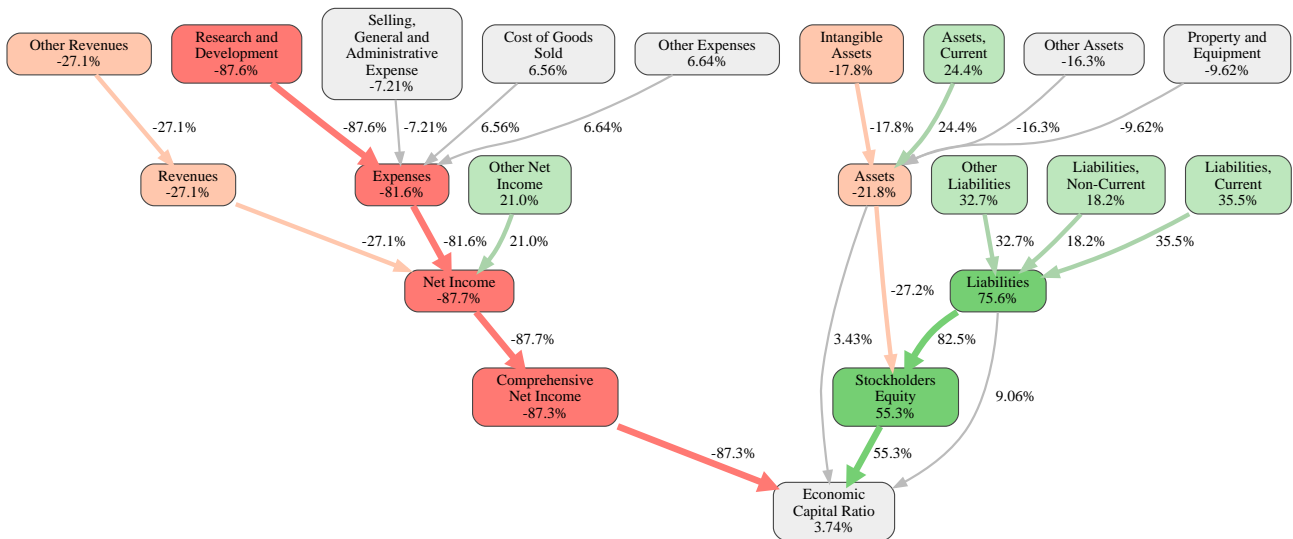 Other Revenues
-27.1%
Research and
Development
-87.6%
Selling,
General and
Administrative
Expense
-7.21%
Cost of Goods
Sold
6.56%
Other Expenses
6.64%
Intangible
Assets
-17.8%
Assets,
Current
24.4%
Other Assets
-16.3%
Property and
Equipment
-9.62%
-27.1%
-87.6%
-7.21%
6.56%
6.64%
-17.8%
24.4%
-16.3%
-9.62%
Revenues
-27.1%
Expenses
-81.6%
Other Net
Income
21.0%
Assets
-21.8%
Other
Liabilities
32.7%
Liabilities,
Non-Current
18.2%
Liabilities,
Current
35.5%
-27.1%
-81.6%
21.0%
32.7%
18.2%
35.5%
Net Income
-87.7%
-27.2%
Liabilities
75.6%
-87.7%
3.43%
82.5%
Comprehensive
Net Income
-87.3%
Stockholders
Equity
55.3%
9.06%
-87.3%
55.3%
Economic
Capital Ratio
3.74%